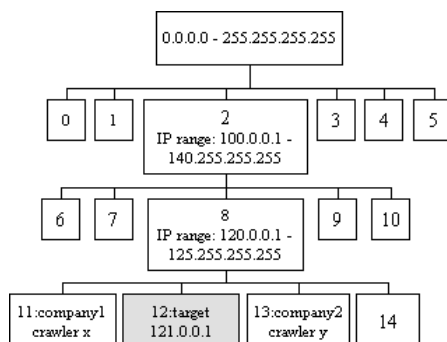 0.0.0.0 - 255.255.255.255
0
1
2
IP range: 100.0.0.1 -
140.255.255.255
3
4
5
6
7
8
IP range: 120.0.0.1 -
125.255.255.255
9
10
11:company1
crawler x
12:target
121.0.0.1
13:company2
crawler y
14